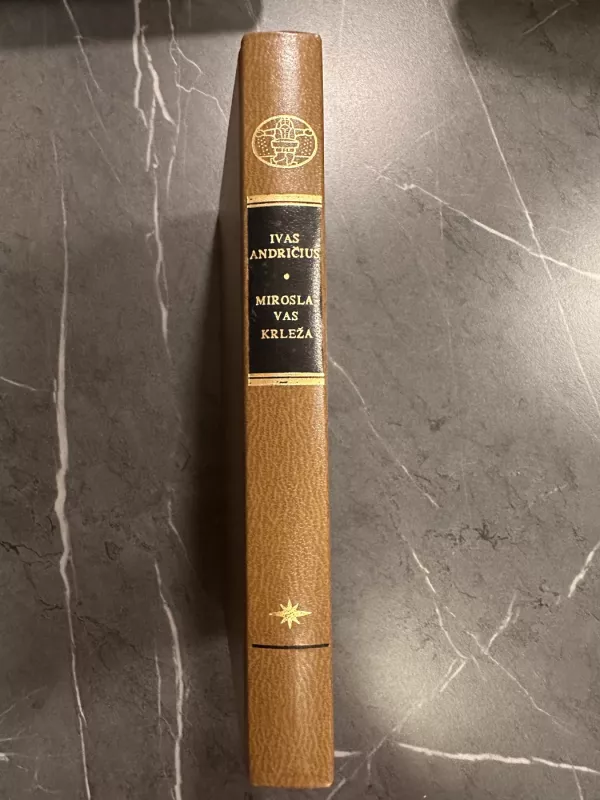 IVAS
ANDRIČIUS
MIROSLA
VAS
KRLEŽA